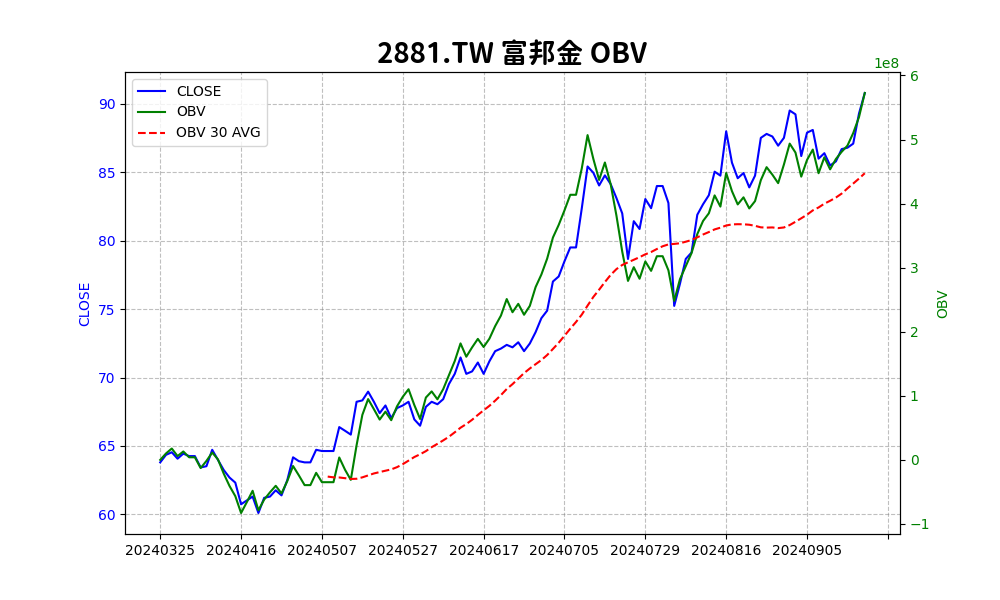 2881.TW 富邦金 OBV
1e8
CLOSE
OBV
OBV 30 AVG
90
85
80
75
70
65
60
CLOSE
6
5
4
3
2
1
0
−1
OBV
20240325 20240416 20240507 20240527 20240617 20240705 20240729 20240816 20240905